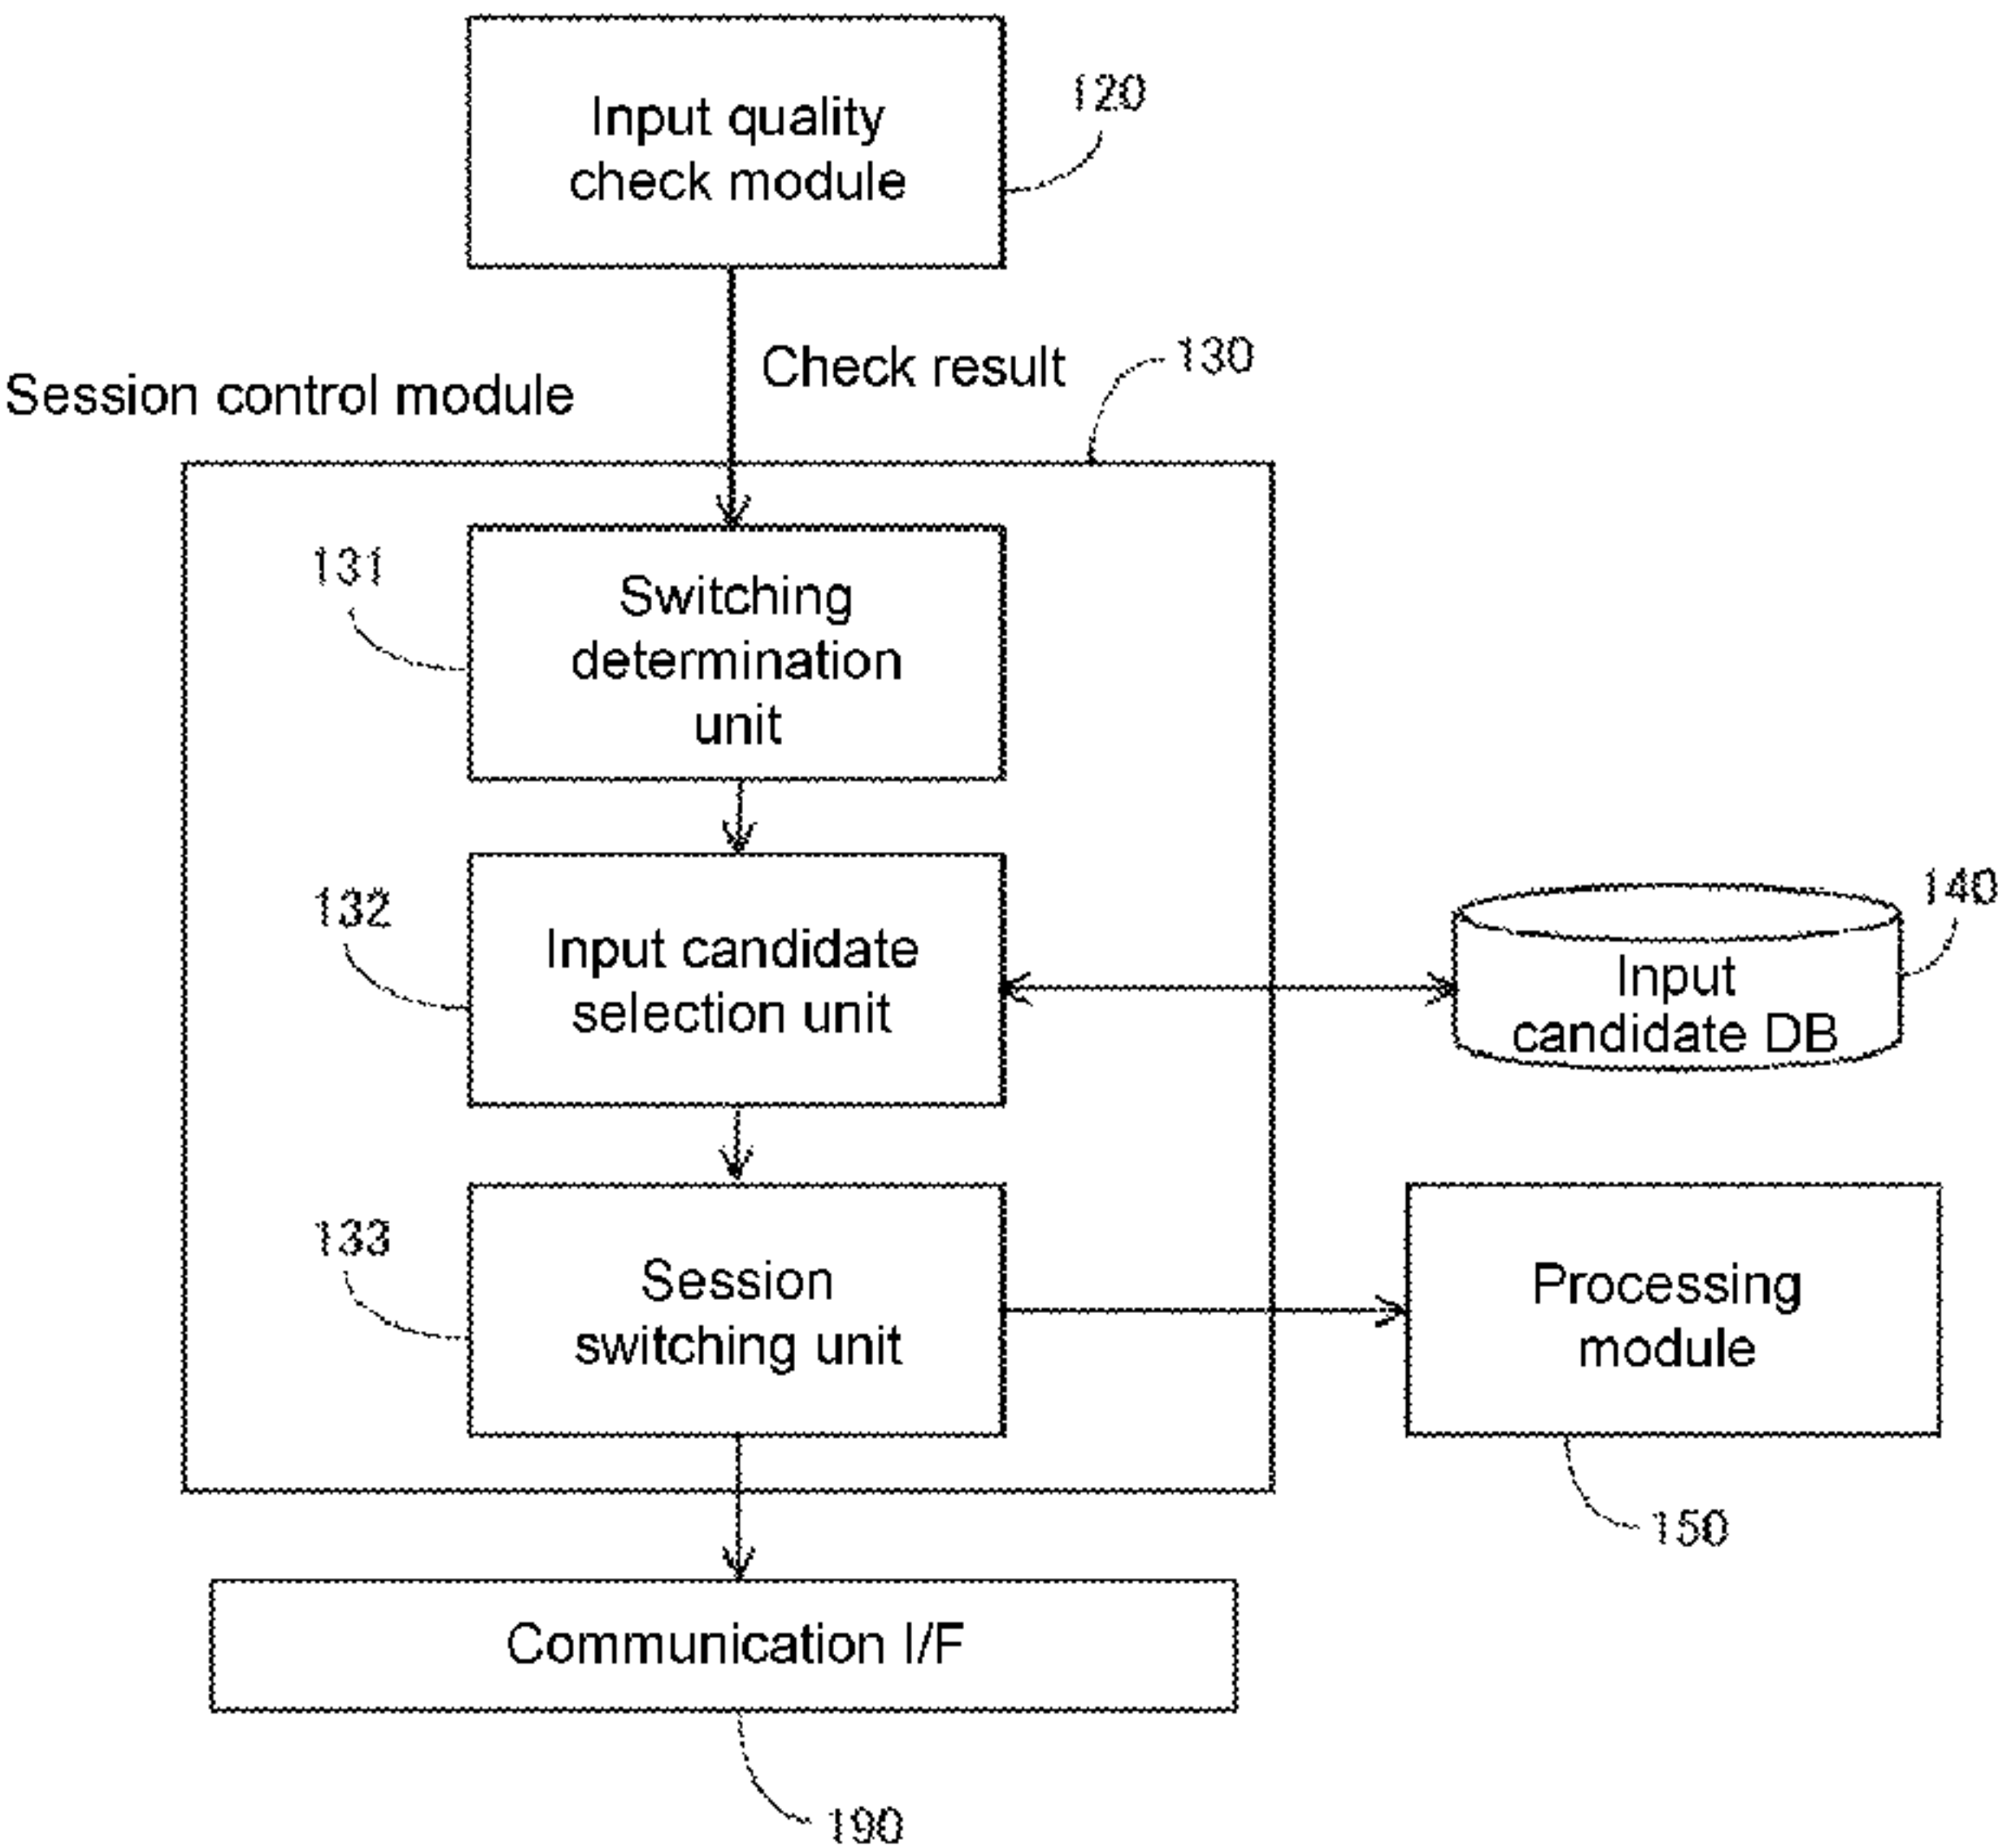 Input quality
check module
120
Check result
130
Session control module
131
Switching
determination
unit
132
Input candidate
selection unit
140
Input
candidate DB
133
Session
switching unit
Processing
module
150
Communication I/F
190